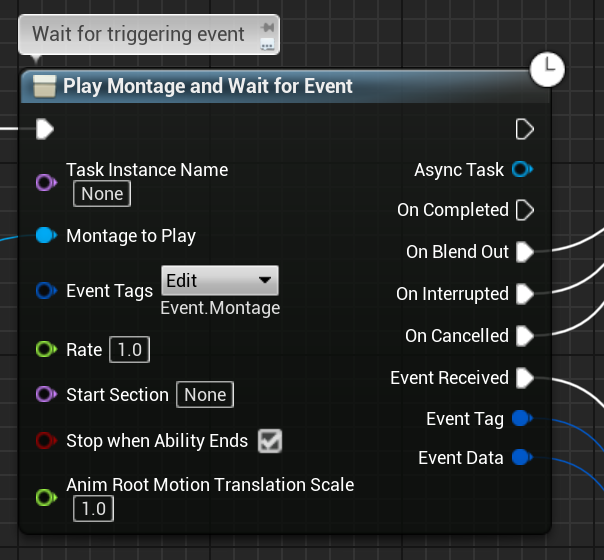 Wait for triggering event
Play Montage and Wait for Event
Task Instance Name
None
Montage to Play
Event Tags
Edit
Event.Montage
Rate 1.0
Start Section None
Stop when Ability Ends
Anim Root Motion Translation Scale
1.0
Async Task
On Completed
On Blend Out
On Interrupted
On Cancelled
Event Received
Event Tag
Event Data